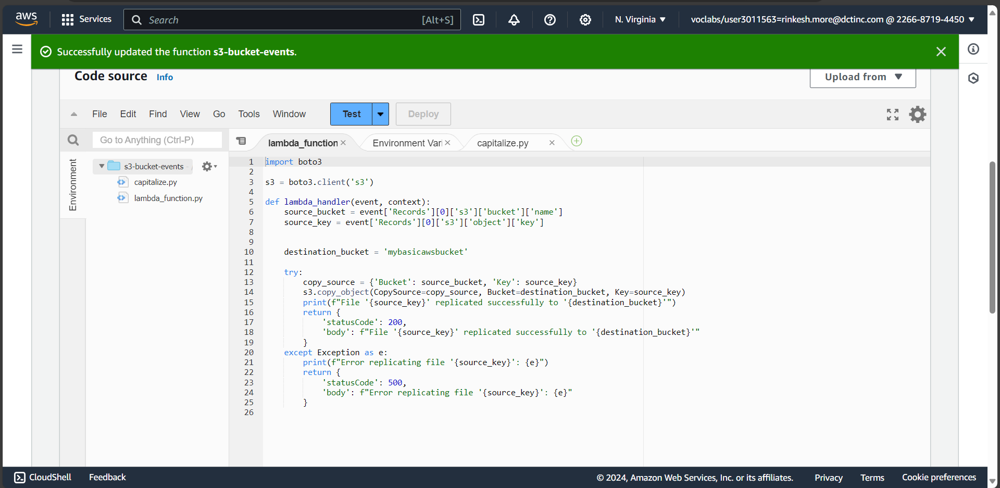 aws Services Search [Alt+S] N. Virginia voclabs/user3011563=rinkesh.more@dctinc.com @ 2266-8719-4450
Successfully updated the function s3-bucket-events.
Code source Info Upload from
File Edit Find View Go Tools Window Test Deploy
Go to Anything (Ctrl-P) lambda_function Environment Vari capitalize.py
Environment
s3-bucket-events
capitalize.py
lambda_function.py
1 import boto3
2
3 s3 = boto3.client('s3')
4
5 def lambda_handler(event, context):
6     source_bucket = event['Records'][0]['s3']['bucket']['name']
7     source_key = event['Records'][0]['s3']['object']['key']
8
9
10     destination_bucket = 'mybasicawsbucket'
11
12     try:
13         copy_source = {'Bucket': source_bucket, 'Key': source_key}
14         s3.copy_object(CopySource=copy_source, Bucket=destination_bucket, Key=source_key)
15         print(f"File '{source_key}' replicated successfully to '{destination_bucket}'")
16         return {
17             'statusCode': 200,
18             'body': f"File '{source_key}' replicated successfully to '{destination_bucket}'"
19         }
20     except Exception as e:
21         print(f"Error replicating file '{source_key}': {e}")
22         return {
23             'statusCode': 500,
24             'body': f"Error replicating file '{source_key}': {e}"
25         }
26
CloudShell Feedback © 2024, Amazon Web Services, Inc. or its affiliates. Privacy Terms Cookie preferences